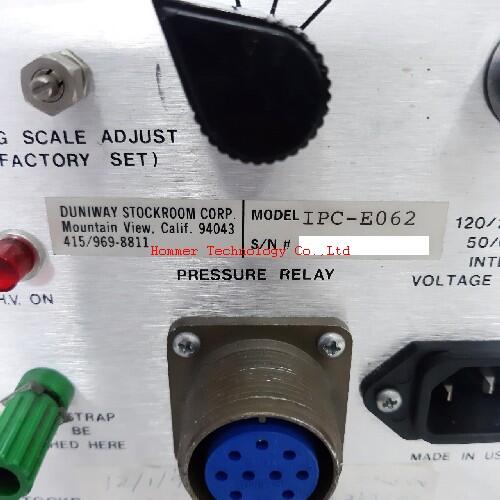 G SCALE ADJUST
FACTORY SET)
DUNIWAY STOCKROOM CORP.
Mountain View, Calif. 94043
415/969-8811
MODEL IPC-E062
S/N #
Hommer Technology Co;Ltd
120/
50/
INT
VOLTAGE
H.V. ON
PRESSURE RELAY
STRAP
BE
HED HERE
MADE IN US